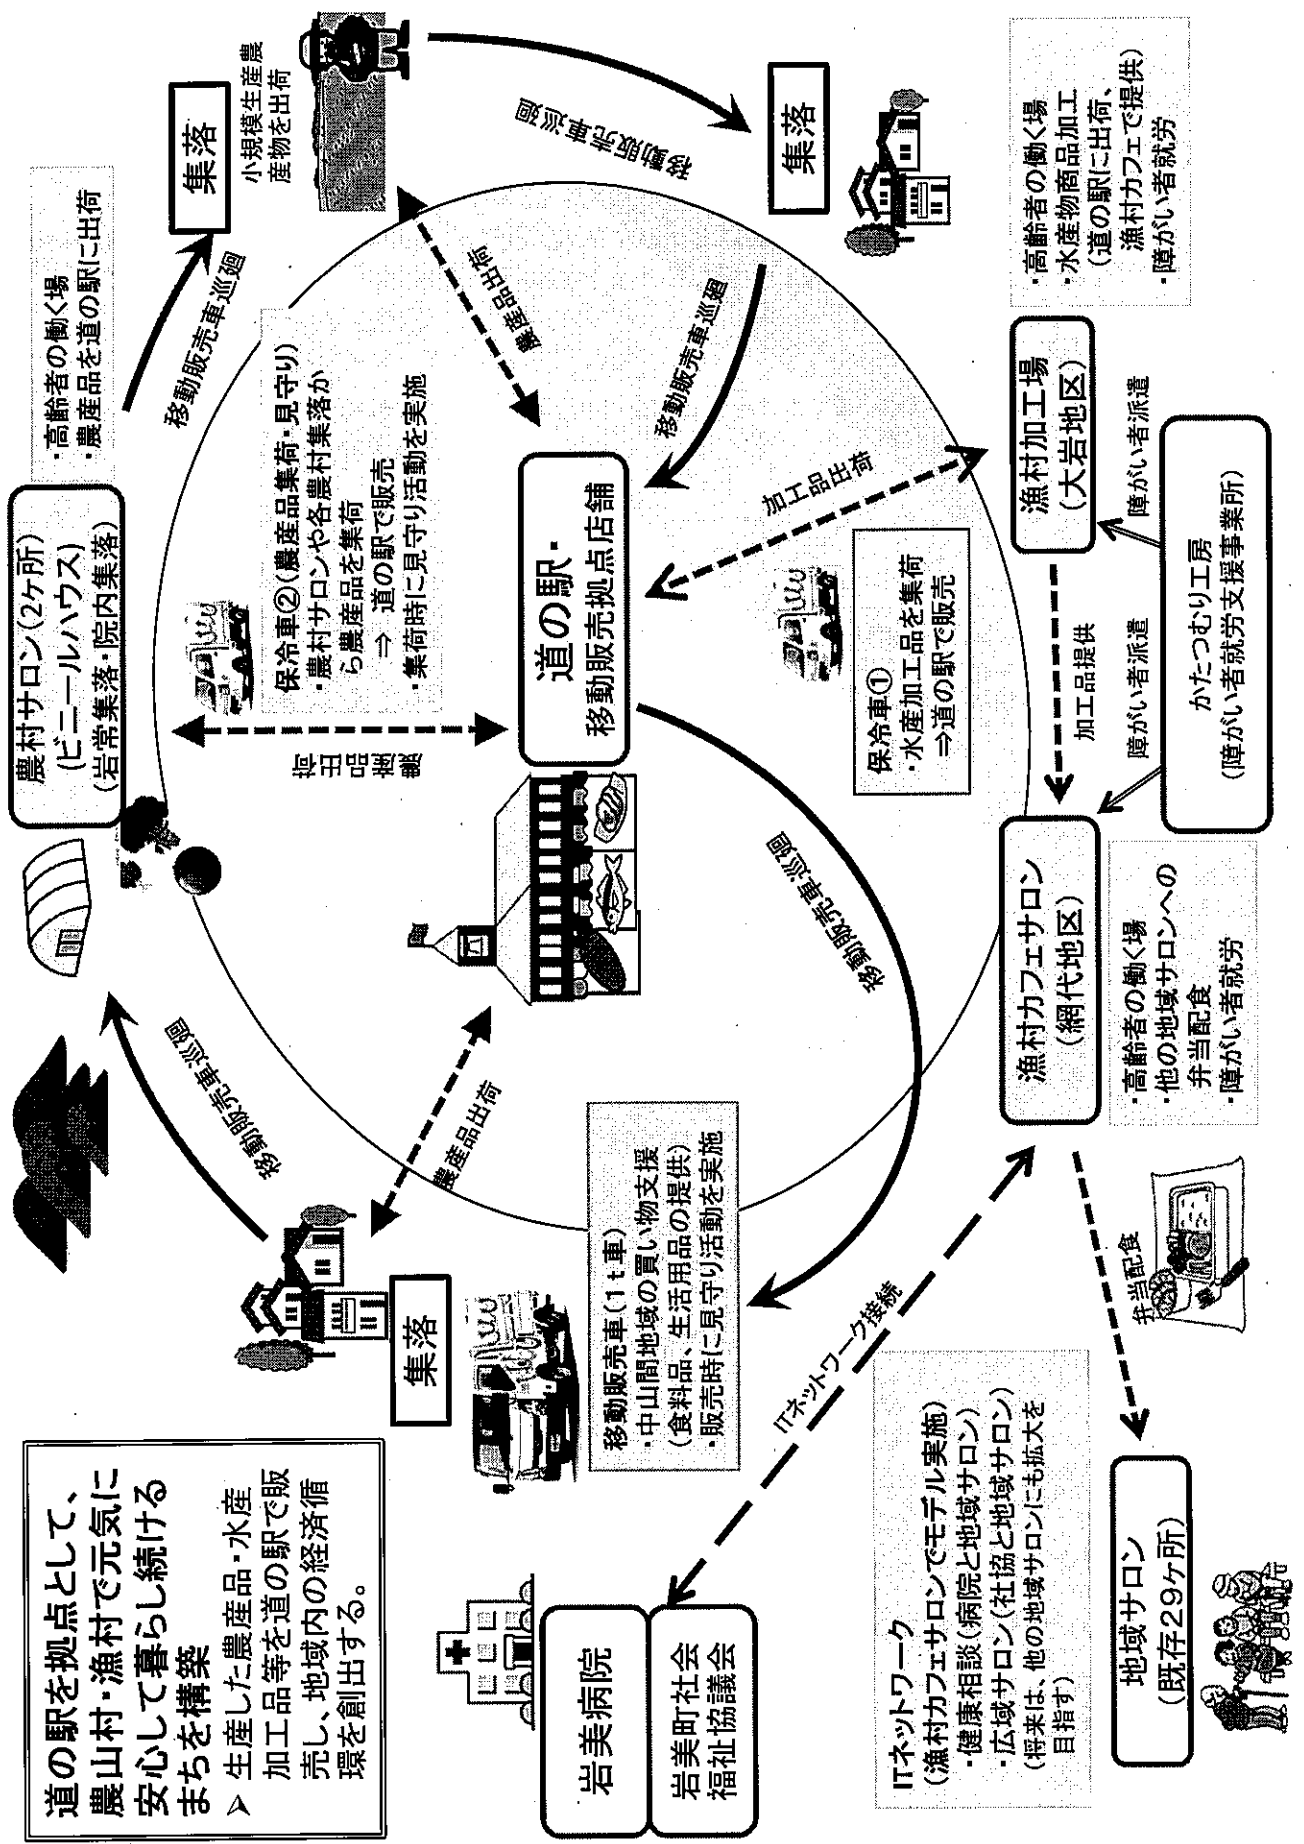 道の駅を拠点として、
農山村・漁村で元気に
安心して暮らし続ける
まちを構築
➢ 生産した農産品・水産
加工品等を道の駅で販
売し、地域内の経済循
環を創出する。
集落
移動販売車巡廻
農産品出荷
農村サロン(2ヶ所)
(ビニールハウス)
(岩常集落・院内集落)
・高齢者の働く場
・農産品を道の駅に出荷
移動販売車巡廻
集落
小規模生産農
産物を出荷
農産品出荷
保冷車②(農産品集荷・見守り)
・農村サロンや各農村集落か
ら農産品を集荷
⇒ 道の駅で販売
・集荷時に見守り活動を実施
農産品出荷
移動販売車巡廻
集落
移動販売車巡廻
道の駅・
移動販売拠点店舗
移動販売車(1t車)
・中山間地域の買い物支援
(食料品、生活用品の提供)
・販売時に見守り活動を実施
移動販売車巡廻
加工品出荷
保冷車①
・水産加工品を集荷
⇒道の駅で販売
岩美病院
岩美町社会
福祉協議会
ITネットワーク接続
ITネットワーク
(漁村カフェサロンでモデル実施)
・健康相談(病院と地域サロン)
・広域サロン(社協と地域サロン)
(将来は、他の地域サロンにも拡大を
目指す)
漁村カフェサロン
(網代地区)
・高齢者の働く場
・他の地域サロンへの
弁当配食
・障がい者就労
加工品提供
漁村加工場
(大岩地区)
・高齢者の働く場
・水産物商品加工
(道の駅に出荷、
漁村カフェで提供)
・障がい者就労
弁当配食
地域サロン
(既存29ヶ所)
障がい者派遣
障がい者派遣
かたつむり工房
(障がい者就労支援事業所)